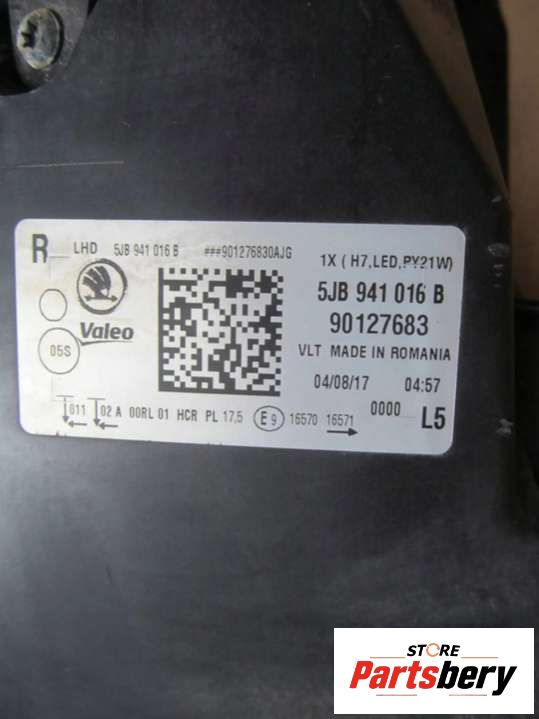 R LHD 5JB 941 016 B ###901276830AJG
1X ( H7,LED,PY21W)
5JB 941 016 B
90127683
Valeo
05S
VLT MADE IN ROMANIA
04/08/17 04:57
011 02 A 00RL 01 HCR PL 17,5 E 9 16570 16571 0000 L5
STORE
Partsbery